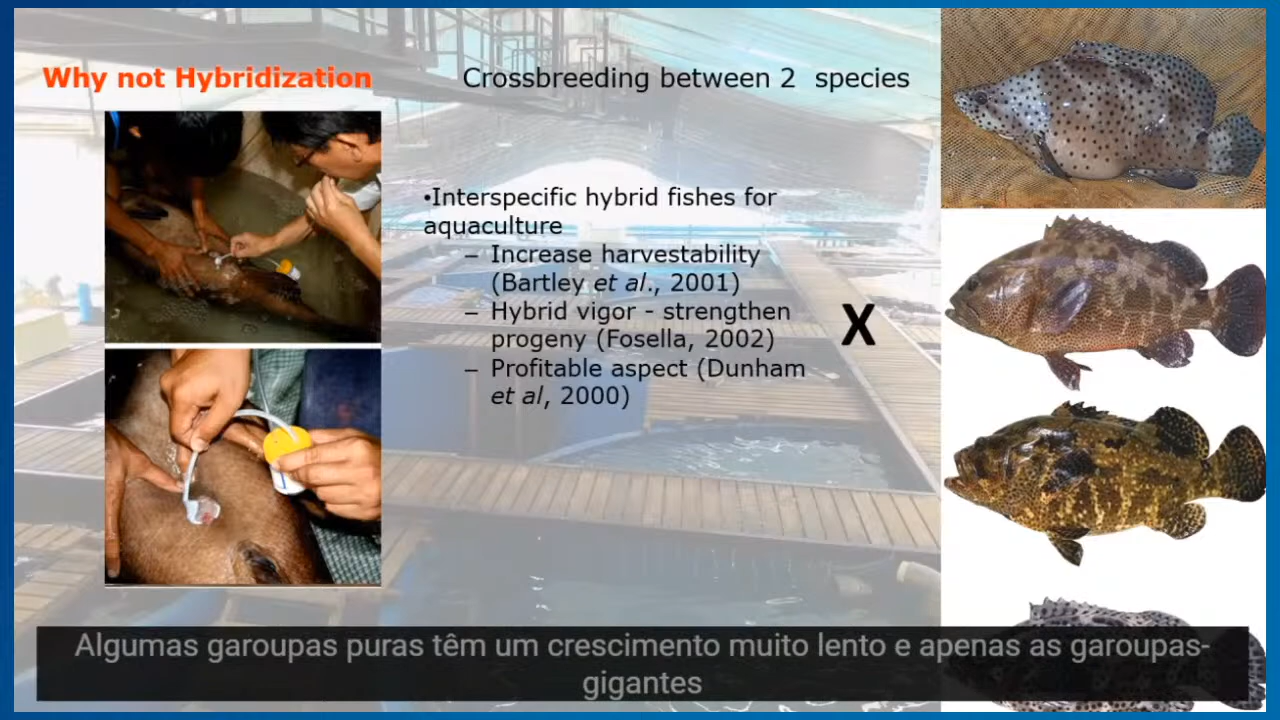 Why not Hybridization
Crossbreeding between 2 species
•Interspecific hybrid fishes for
aquaculture
– Increase harvestability
(Bartley et al., 2001)
– Hybrid vigor - strengthen
progeny (Fosella, 2002)
– Profitable aspect (Dunham
et al, 2000)
X
Algumas garoupas puras têm um crescimento muito lento e apenas as garoupas-
gigantes